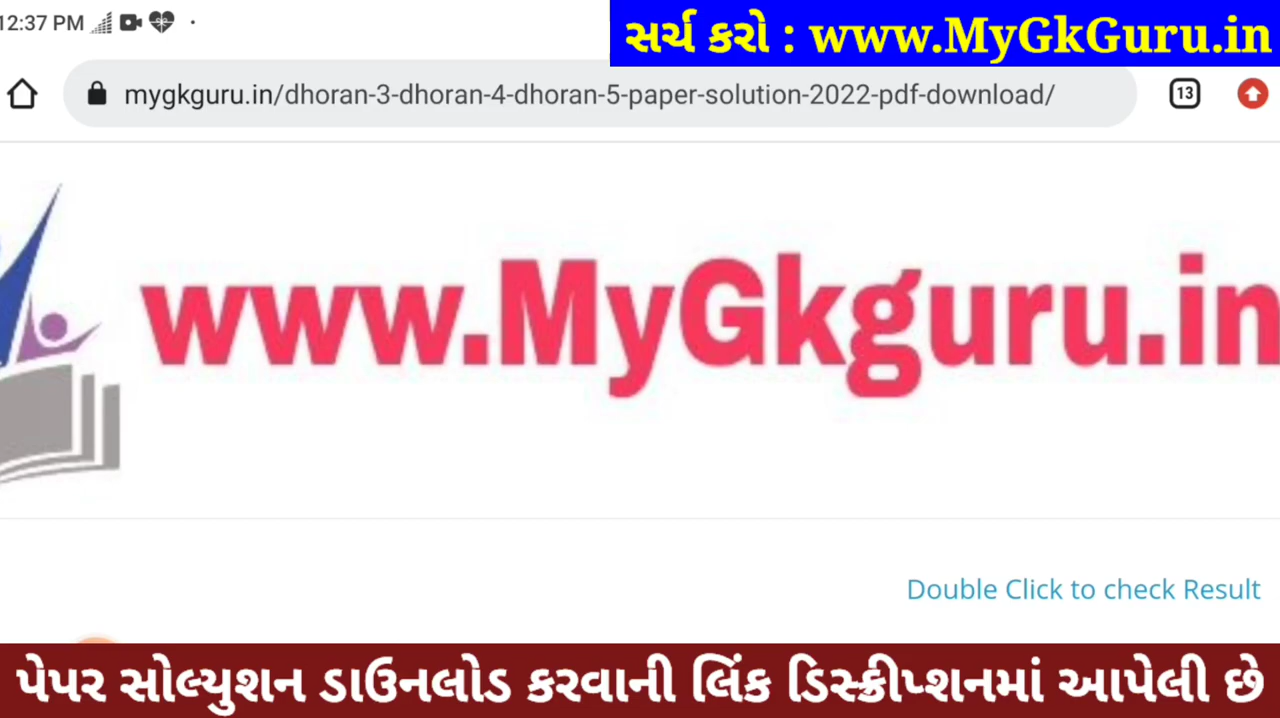 12:37 PM
સર્ચ કરો : www.MyGkGuru.in
mygkguru.in/dhoran-3-dhoran-4-dhoran-5-paper-solution-2022-pdf-download/
13
www.MyGkguru.in
Double Click to check Result
પેપર સોલ્યુશન ડાઉનલોડ કરવાની લિંક ડિસ્ક્રીપ્શનમાં આપેલી છે